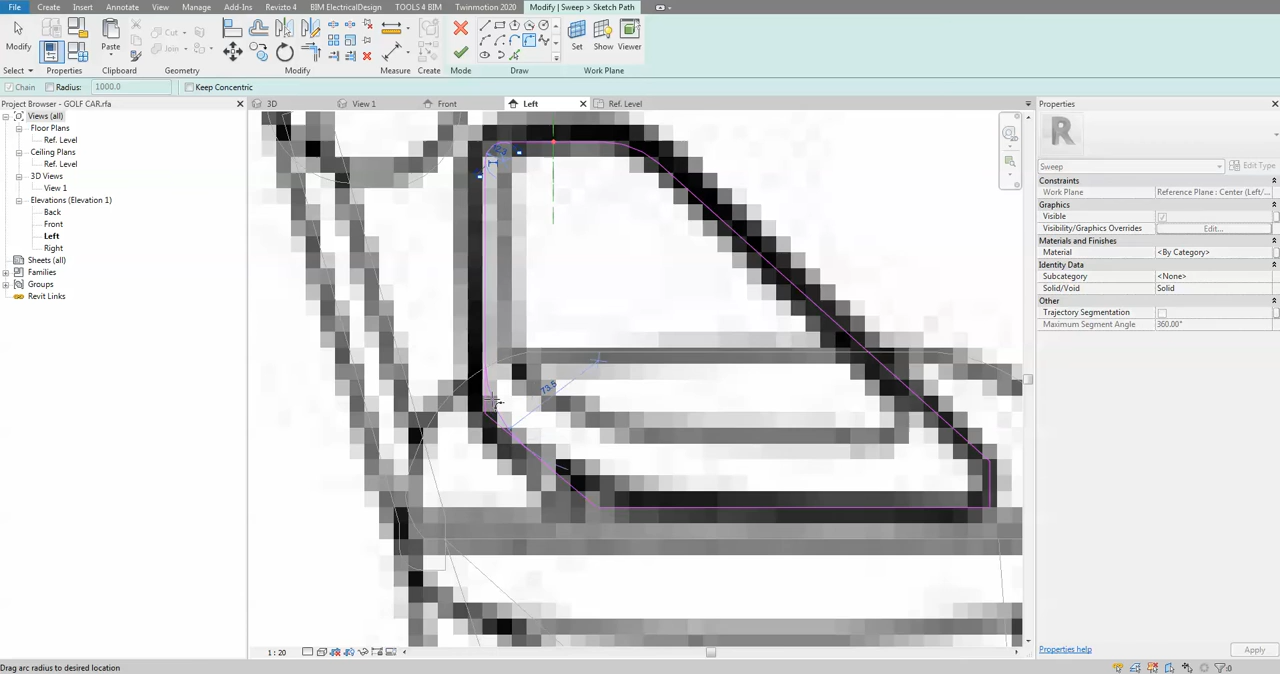 File Create Insert Annotate View Manage Add-Ins Revizto 4 BIM ElectricalDesign TOOLS 4 BIM Twinmotion 2020 Modify | Sweep > Sketch Path
Modify Paste Cut Join Set Show Viewer
Select Properties Clipboard Geometry Modify Measure Create Mode Draw Work Plane
Chain Radius: 1000.0 Keep Concentric
Project Browser - GOLF CAR.rfa
3D View 1 Front Left Ref. Level
Properties
Views (all)
Floor Plans
Ref. Level
Ceiling Plans
Ref. Level
3D Views
View 1
Elevations (Elevation 1)
Back
Front
Left
Right
Sheets (all)
Families
Groups
Revit Links
73.5
Sweep Edit Type
Constraints
Work Plane Reference Plane : Center (Left/...
Graphics
Visible
Visibility/Graphics Overrides Edit...
Materials and Finishes
Material <By Category>
Identity Data
Subcategory <None>
Solid/Void Solid
Other
Trajectory Segmentation
Maximum Segment Angle 360.00°
Properties help Apply
1 : 20
Drag arc radius to desired location :0